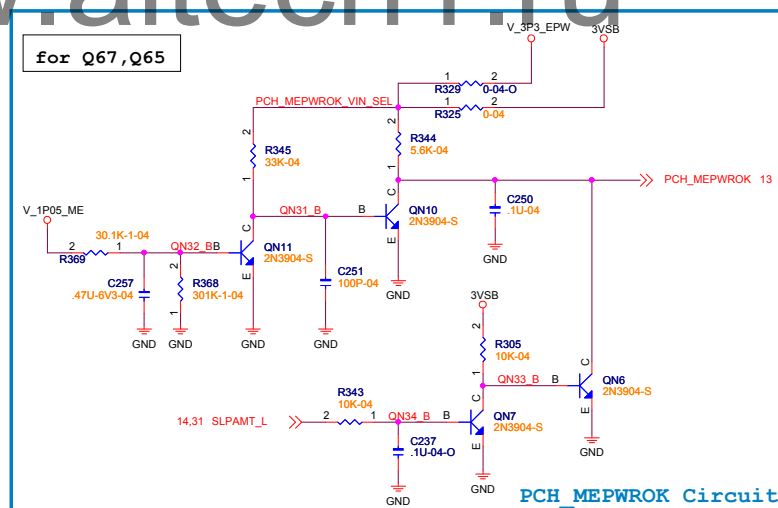 for Q67,Q65
V_3P3_EPW
3VSB
1 2
R329 0-04-O
PCH_MEPWROK_VIN_SEL
1 2
R325 0-04
2
R345
33K-04
1
2
R344
5.6K-04
1
PCH_MEPWROK 13
V_1P05_ME
QN31_B B
C
QN10
2N3904-S
E
C250
.1U-04
GND
GND
30.1K-1-04
2 1
R369
QN32_B B
C
QN11
2N3904-S
E
C257
.47U-6V3-04
2
R368
301K-1-04
1
C251
100P-04
GND
GND GND GND
3VSB
2
R305
10K-04
1
QN33_B B
C
QN6
2N3904-S
E
GND
14,31 SLPAMT_L
R343
10K-04
2 1
QN34_B B
C
QN7
2N3904-S
E
C237
.1U-04-O
GND
GND
PCH_MEPWROK Circuit